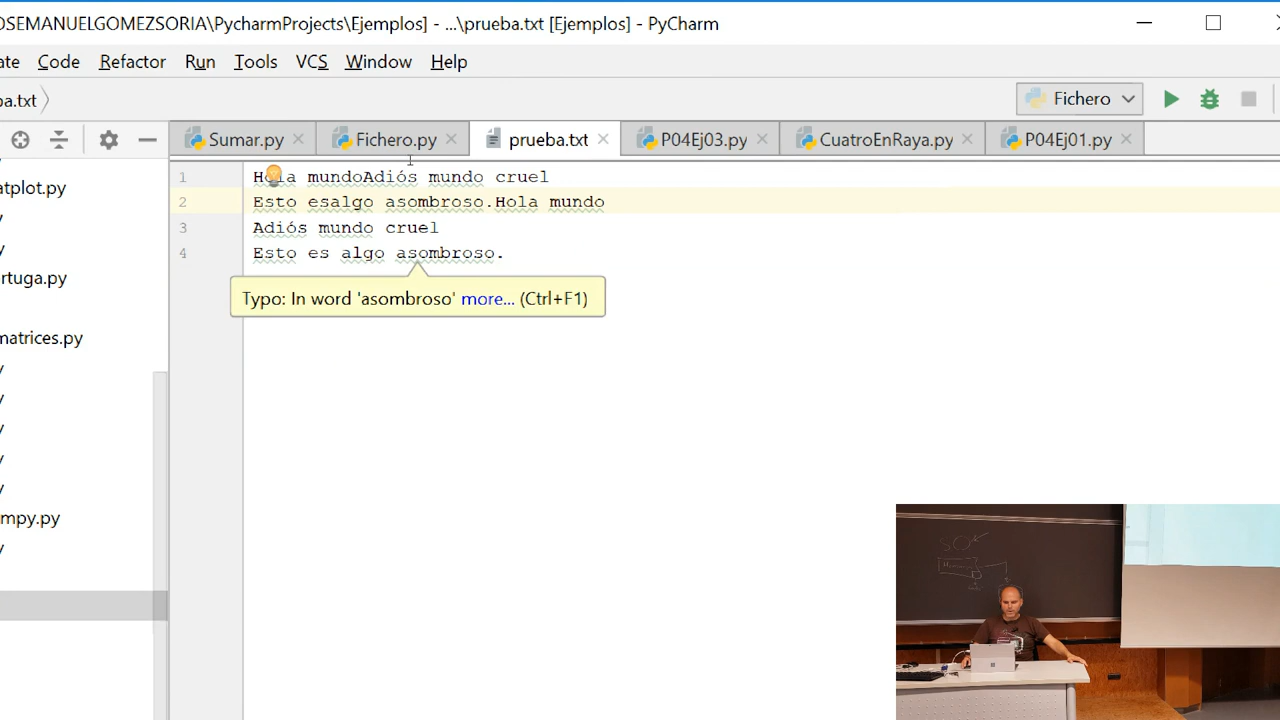 OSEMANUELGOMEZSORIA\PycharmProjects\Ejemplos] - ...\prueba.txt [Ejemplos] - PyCharm
ate Code Refactor Run Tools VCS Window Help
ba.txt
Fichero
Sumar.py Fichero.py prueba.txt P04Ej03.py CuatroEnRaya.py P04Ej01.py
atplot.py
y
y
rtuga.py
matrices.py
y
y
y
y
y
mpy.py
y
1 Hola mundoAdiós mundo cruel
2 Esto esalgo asombroso.Hola mundo
3 Adiós mundo cruel
4 Esto es algo asombroso.
Typo: In word 'asombroso' more... (Ctrl+F1)
SO